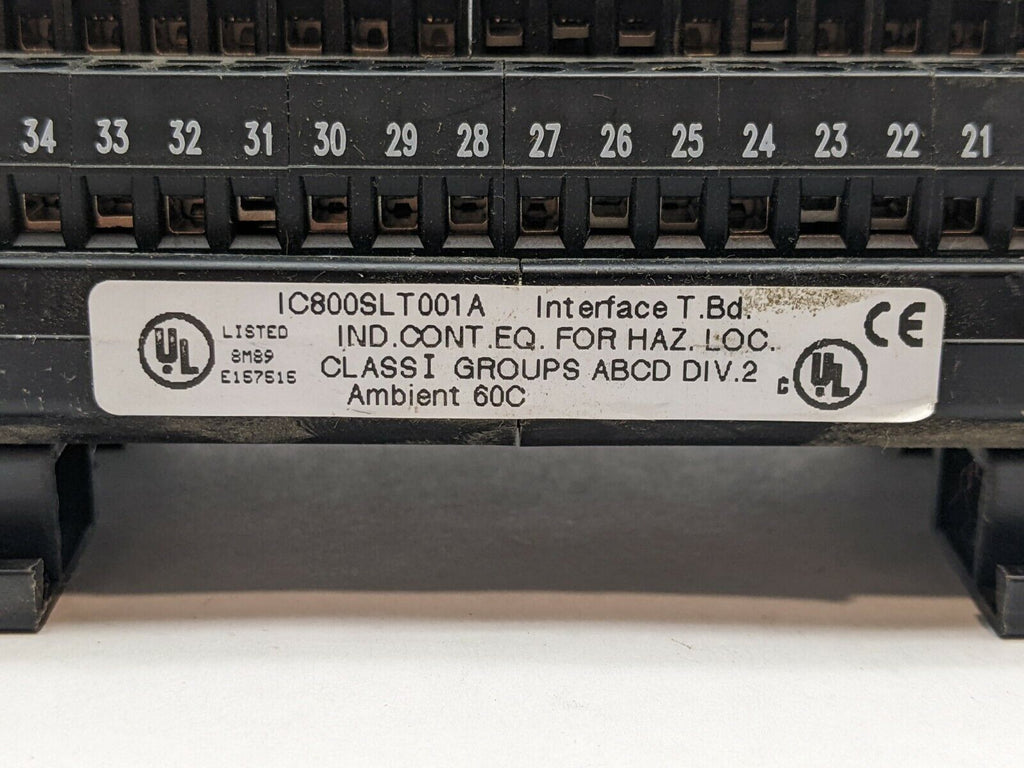 34 33 32 31 30 29 28 27 26 25 24 23 22 21
IC800SLT001A Interface T.Bd.
IND.CONT.EQ. FOR HAZ. LOC.
CLASS I GROUPS ABCD DIV.2
Ambient 60C
UL
LISTED
8M89
E157515
c UL
CE